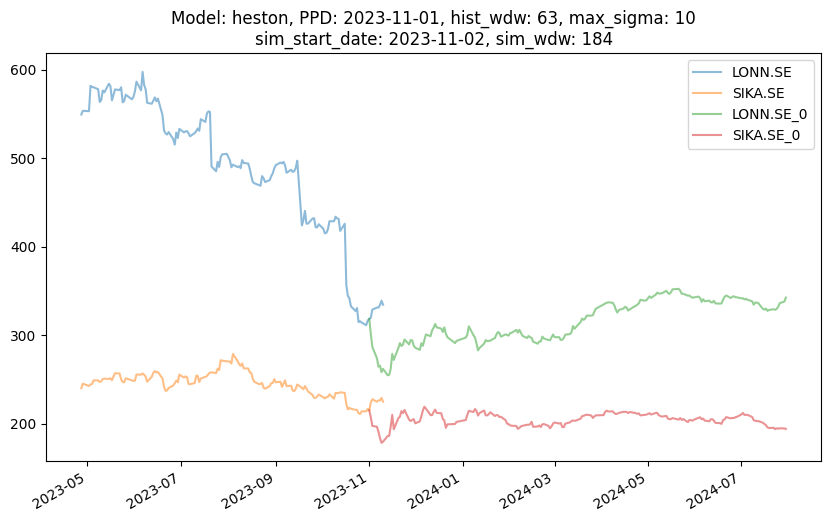 Model: heston, PPD: 2023-11-01, hist_wdw: 63, max_sigma: 10
sim_start_date: 2023-11-02, sim_wdw: 184
LONN.SE
SIKA.SE
LONN.SE_0
SIKA.SE_0
600
500
400
300
200
2023-05
2023-07
2023-09
2023-11
2024-01
2024-03
2024-05
2024-07